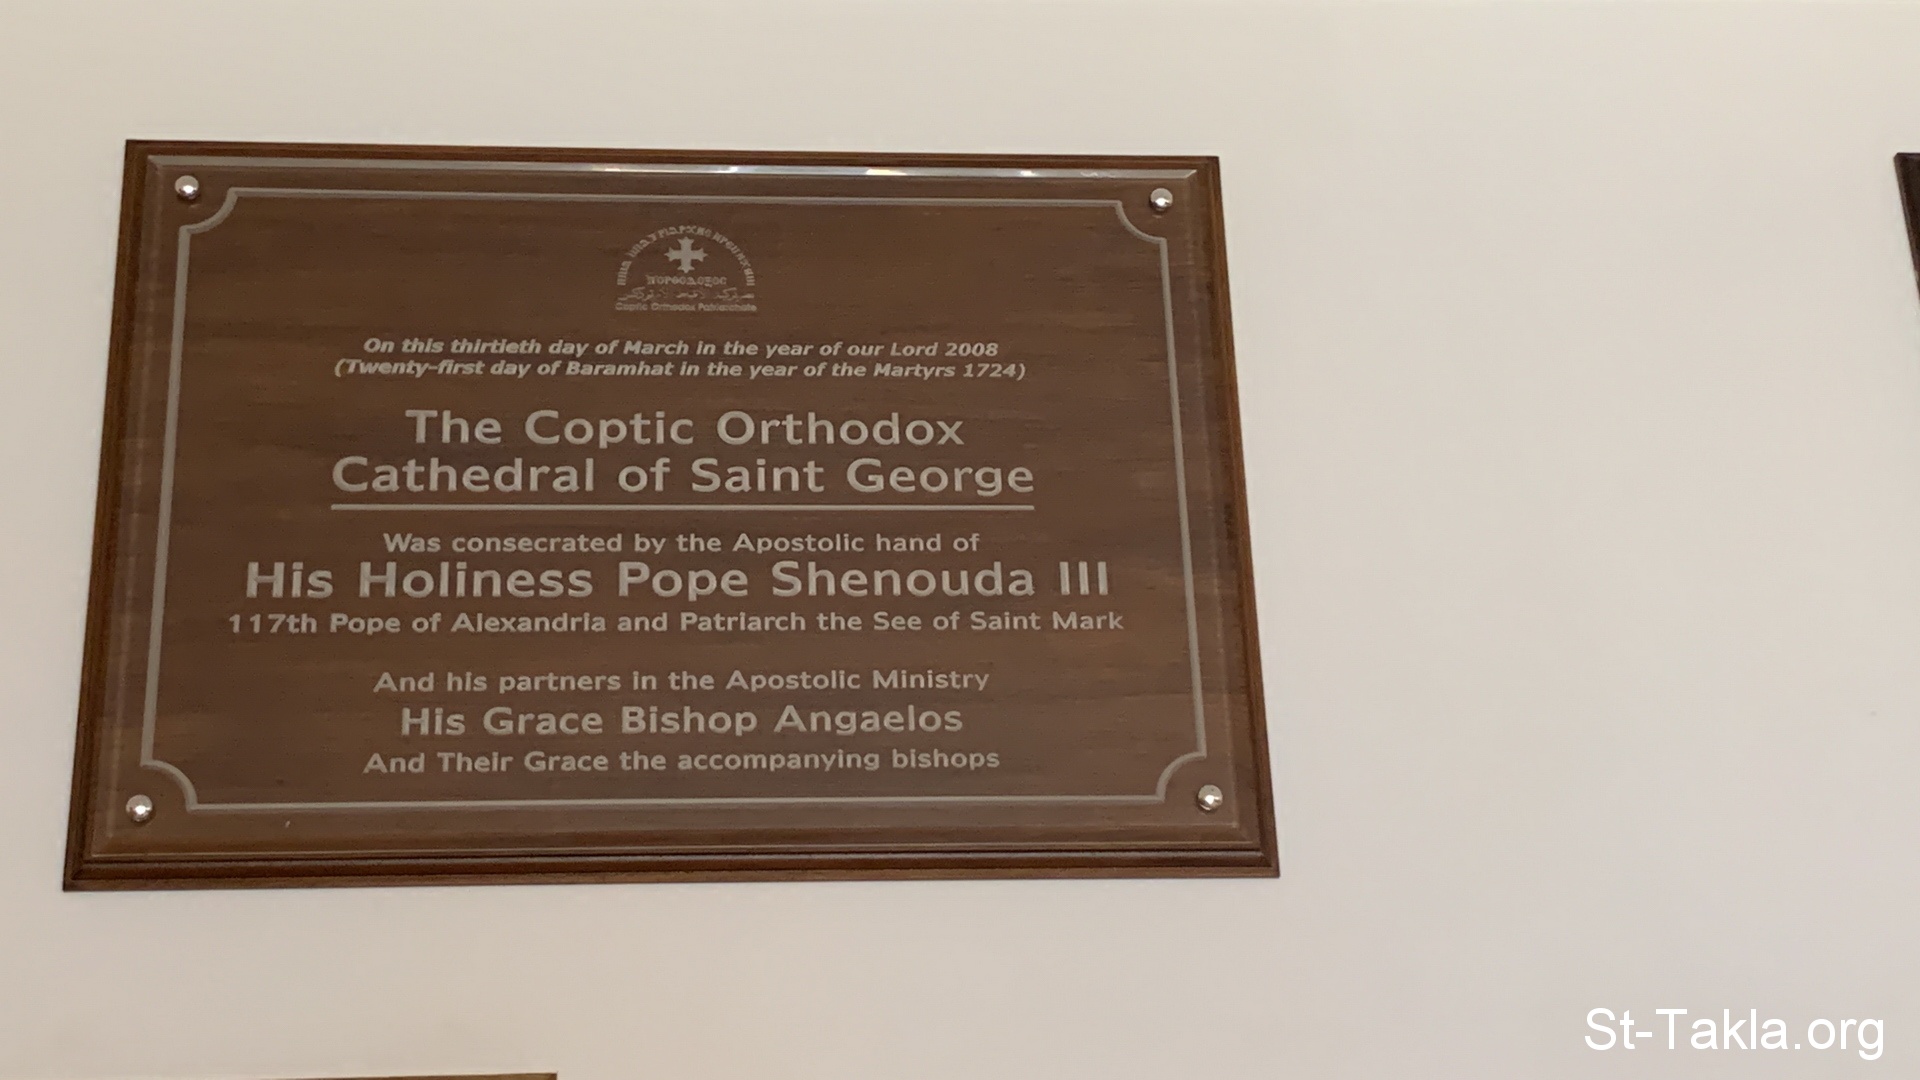 Coptic Orthodox Patriarchate
On this thirtieth day of March in the year of our Lord 2008
(Twenty-first day of Baramhat in the year of the Martyrs 1724)
The Coptic Orthodox
Cathedral of Saint George
Was consecrated by the Apostolic hand of
His Holiness Pope Shenouda III
117th Pope of Alexandria and Patriarch the See of Saint Mark
And his partners in the Apostolic Ministry
His Grace Bishop Angaelos
And Their Grace the accompanying bishops
St-Takla.org